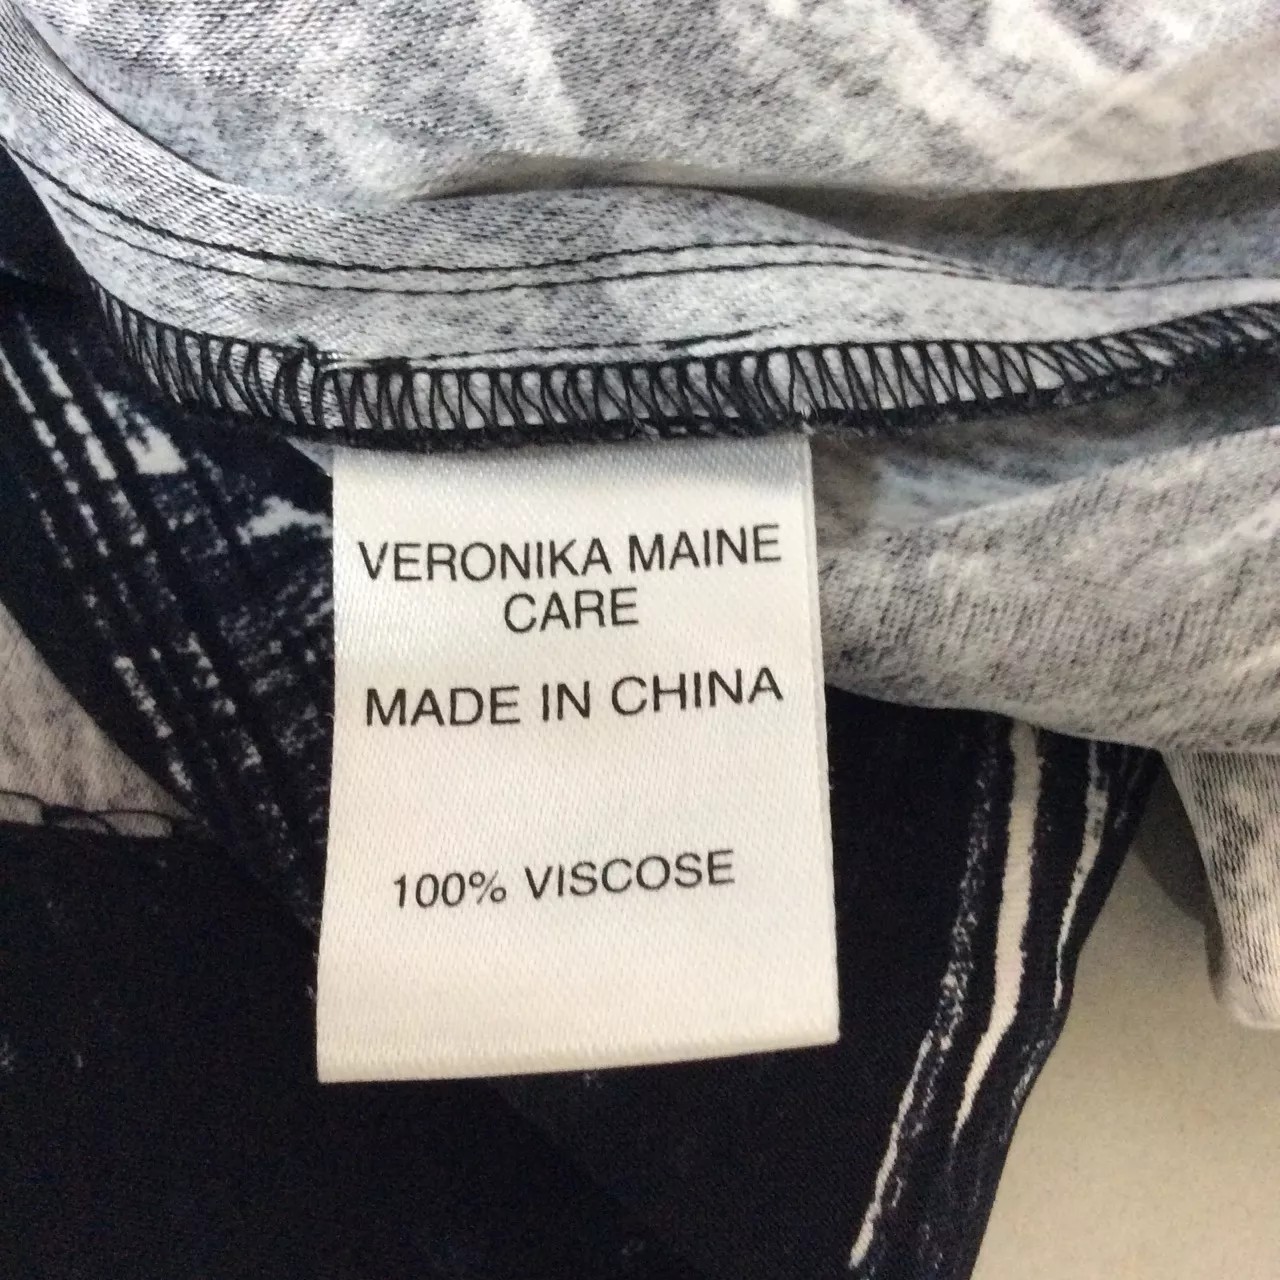 VERONIKA MAINE
CARE
MADE IN CHINA
100% VISCOSE